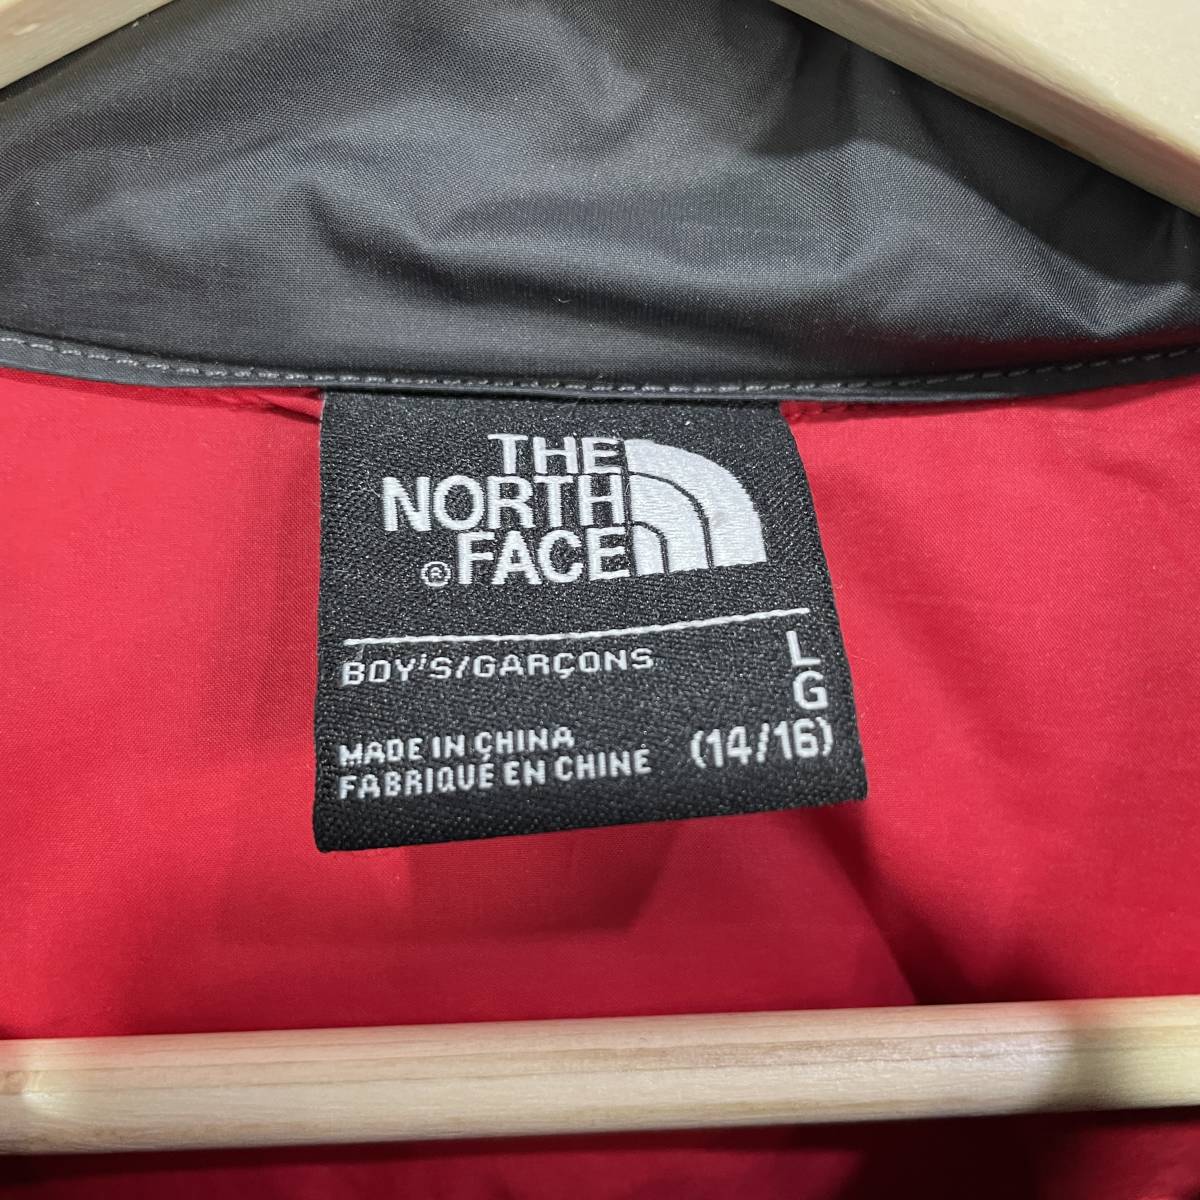 THE
NORTH
® FACE
BOY'S/GARÇONS L
G
MADE IN CHINA
FABRIQUÉ EN CHINE (14/16)